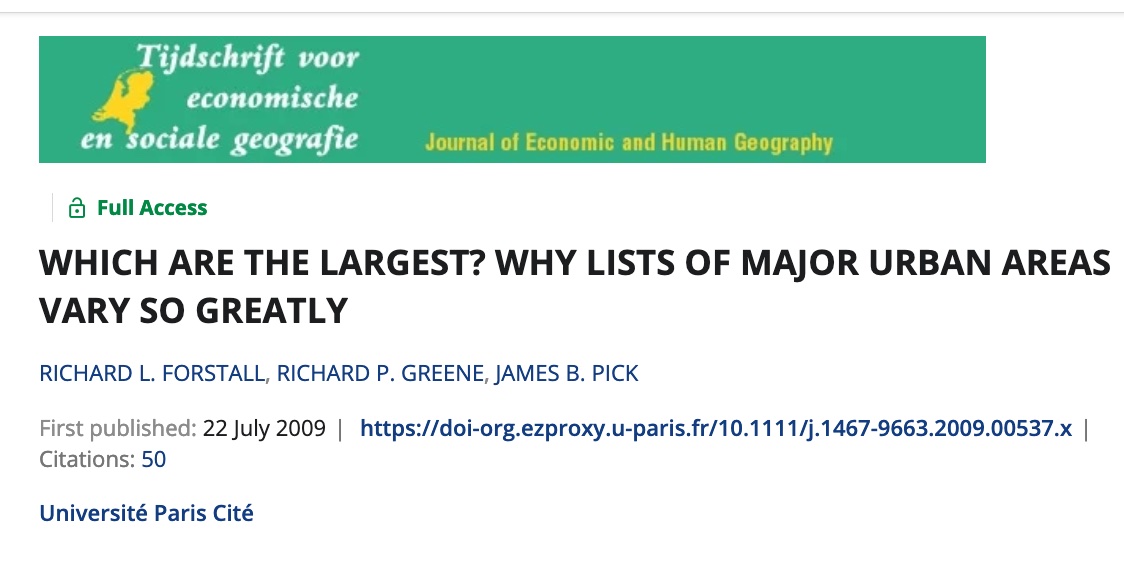 Tijdschrift voor
economische
en sociale geografie
Journal of Economic and Human Geography
Full Access
WHICH ARE THE LARGEST? WHY LISTS OF MAJOR URBAN AREAS
VARY SO GREATLY
RICHARD L. FORSTALL, RICHARD P. GREENE, JAMES B. PICK
First published: 22 July 2009 | https://doi-org.ezproxy.u-paris.fr/10.1111/j.1467-9663.2009.00537.x |
Citations: 50
Université Paris Cité